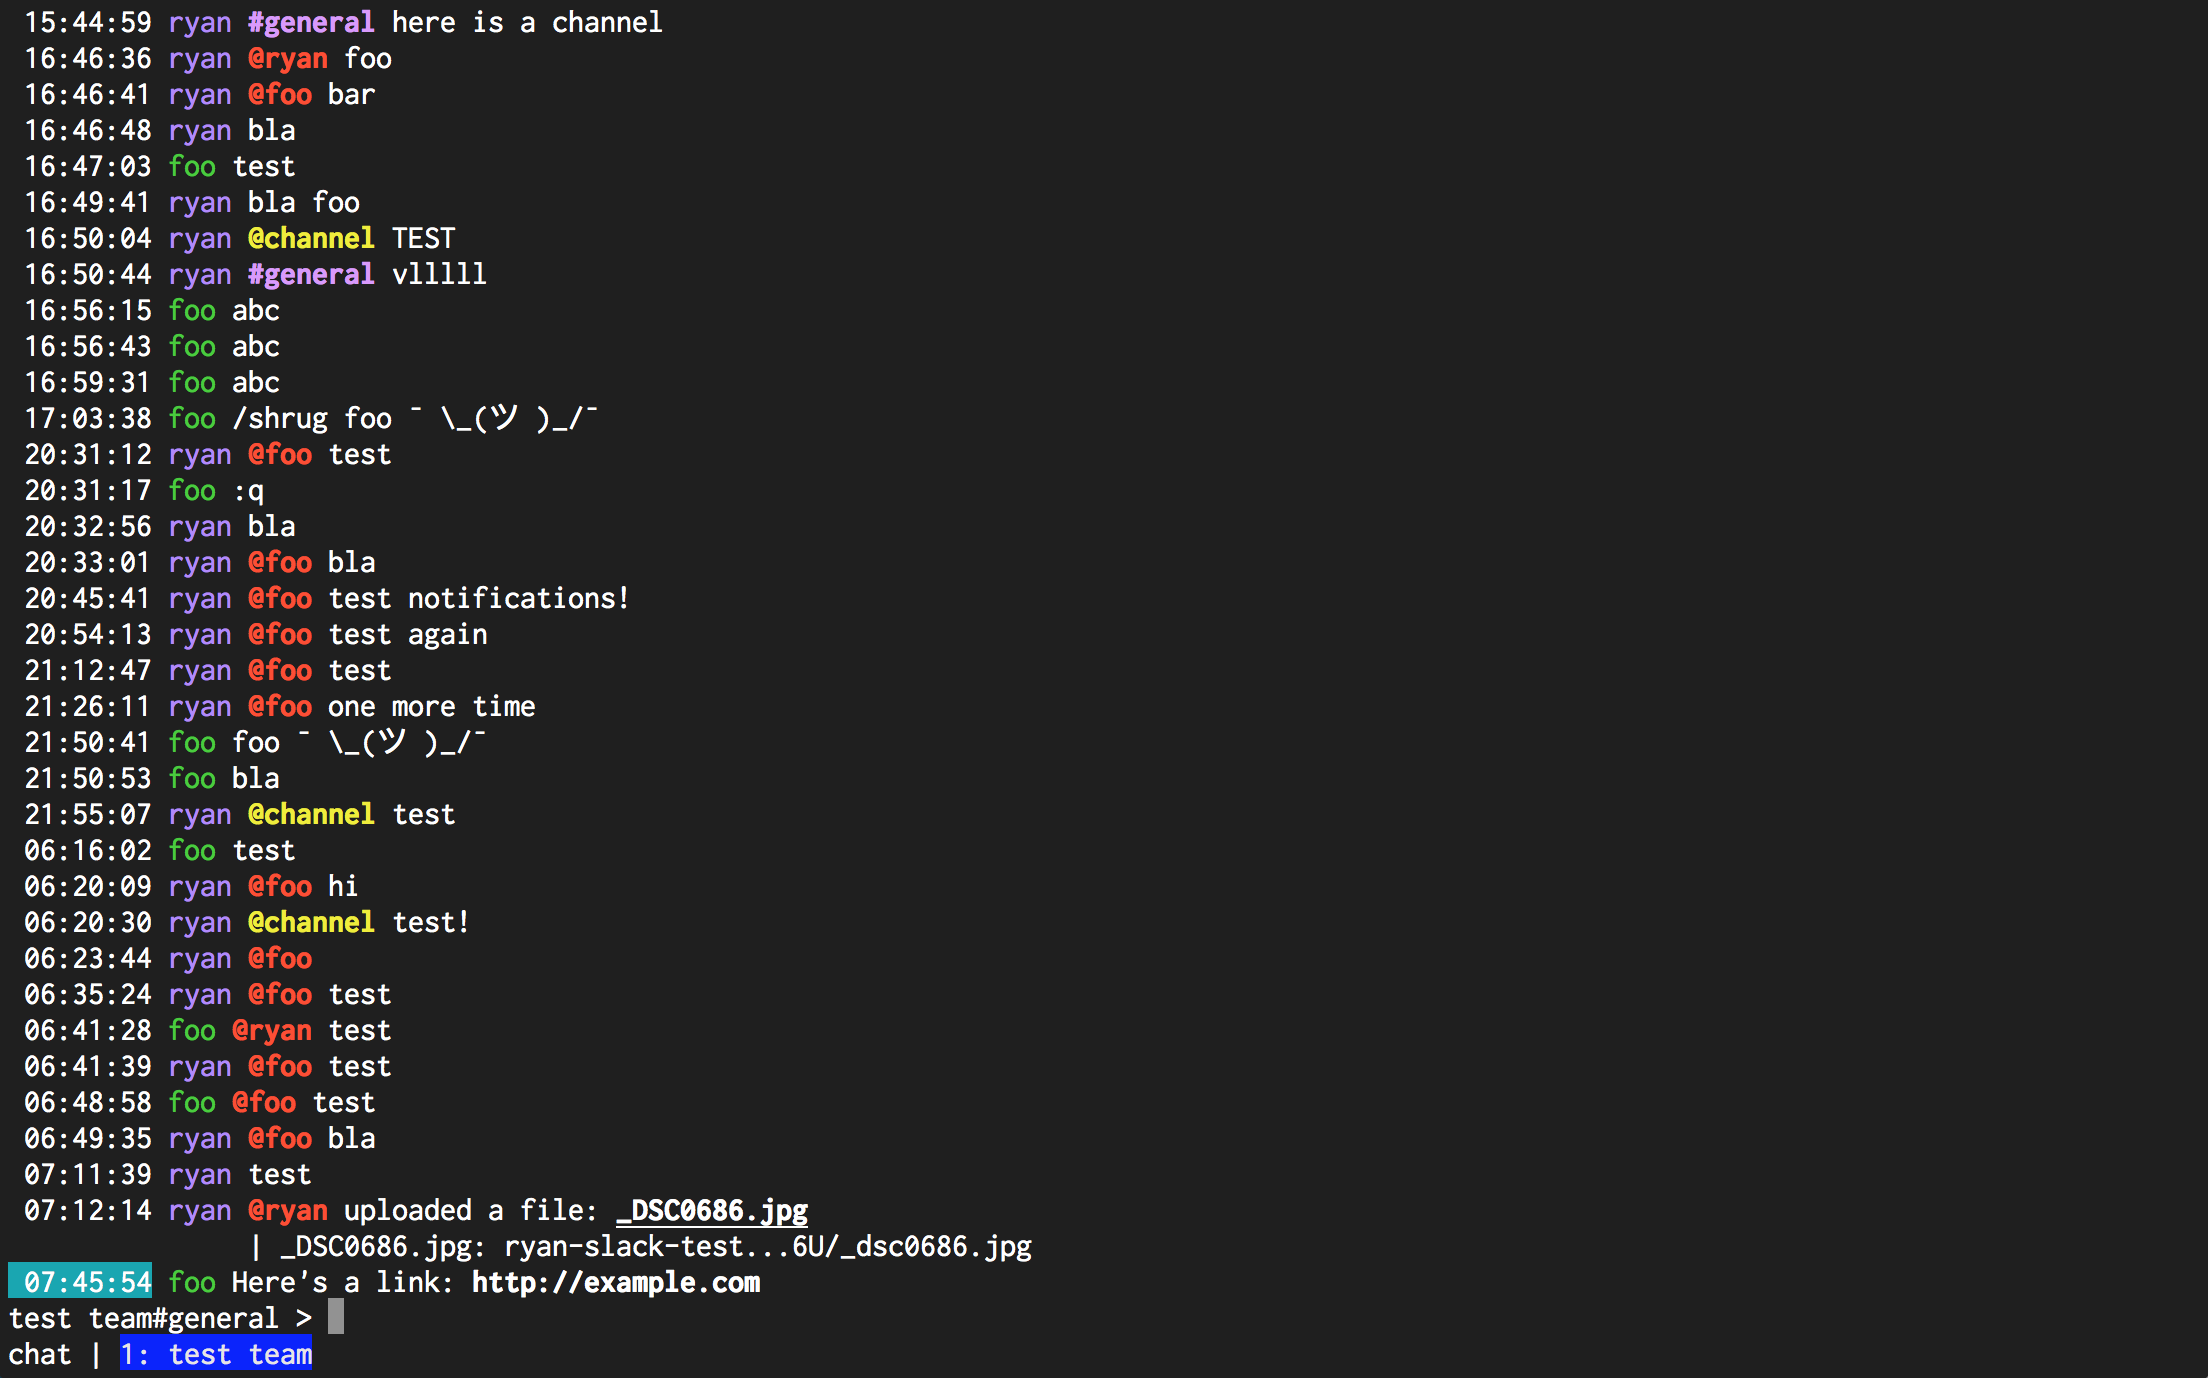 15:44:59 ryan #general here is a channel
16:46:36 ryan @ryan foo
16:46:41 ryan @foo bar
16:46:48 ryan bla
16:47:03 foo test
16:49:41 ryan bla foo
16:50:04 ryan @channel TEST
16:50:44 ryan #general vlllll
16:56:15 foo abc
16:56:43 foo abc
16:59:31 foo abc
17:03:38 foo /shrug foo ¯ \_(ツ )_/¯
20:31:12 ryan @foo test
20:31:17 foo :q
20:32:56 ryan bla
20:33:01 ryan @foo bla
20:45:41 ryan @foo test notifications!
20:54:13 ryan @foo test again
21:12:47 ryan @foo test
21:26:11 ryan @foo one more time
21:50:41 foo foo ¯ \_(ツ )_/¯
21:50:53 foo bla
21:55:07 ryan @channel test
06:16:02 foo test
06:20:09 ryan @foo hi
06:20:30 ryan @channel test!
06:23:44 ryan @foo
06:35:24 ryan @foo test
06:41:28 foo @ryan test
06:41:39 ryan @foo test
06:48:58 foo @foo test
06:49:35 ryan @foo bla
07:11:39 ryan test
07:12:14 ryan @ryan uploaded a file: _DSC0686.jpg
| _DSC0686.jpg: ryan-slack-test...6U/_dsc0686.jpg
07:45:54 foo Here's a link: http://example.com
test team#general >
chat | 1: test team